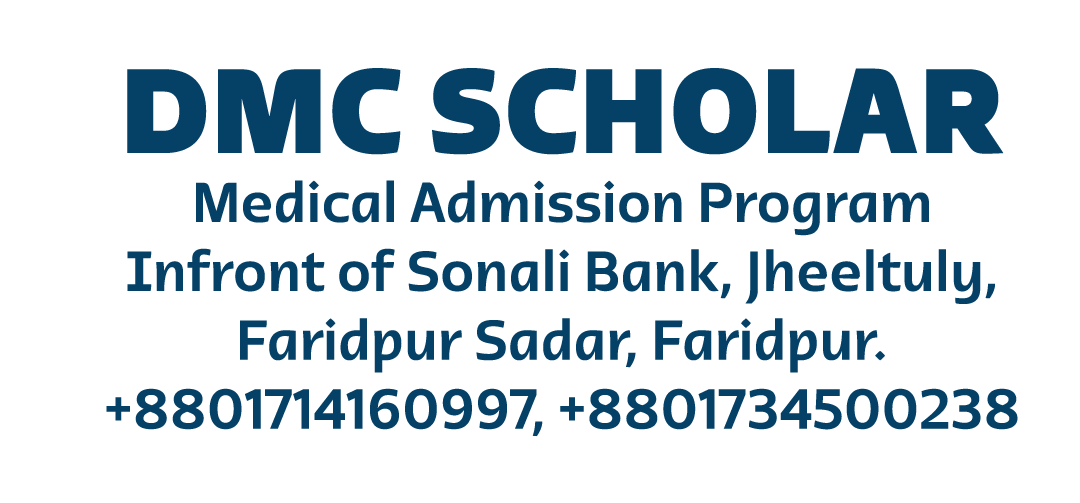 DMC SCHOLAR
Medical Admission Program
Infront of Sonali Bank, Jheeltuly,
Faridpur Sadar, Faridpur.
+8801714160997, +8801734500238